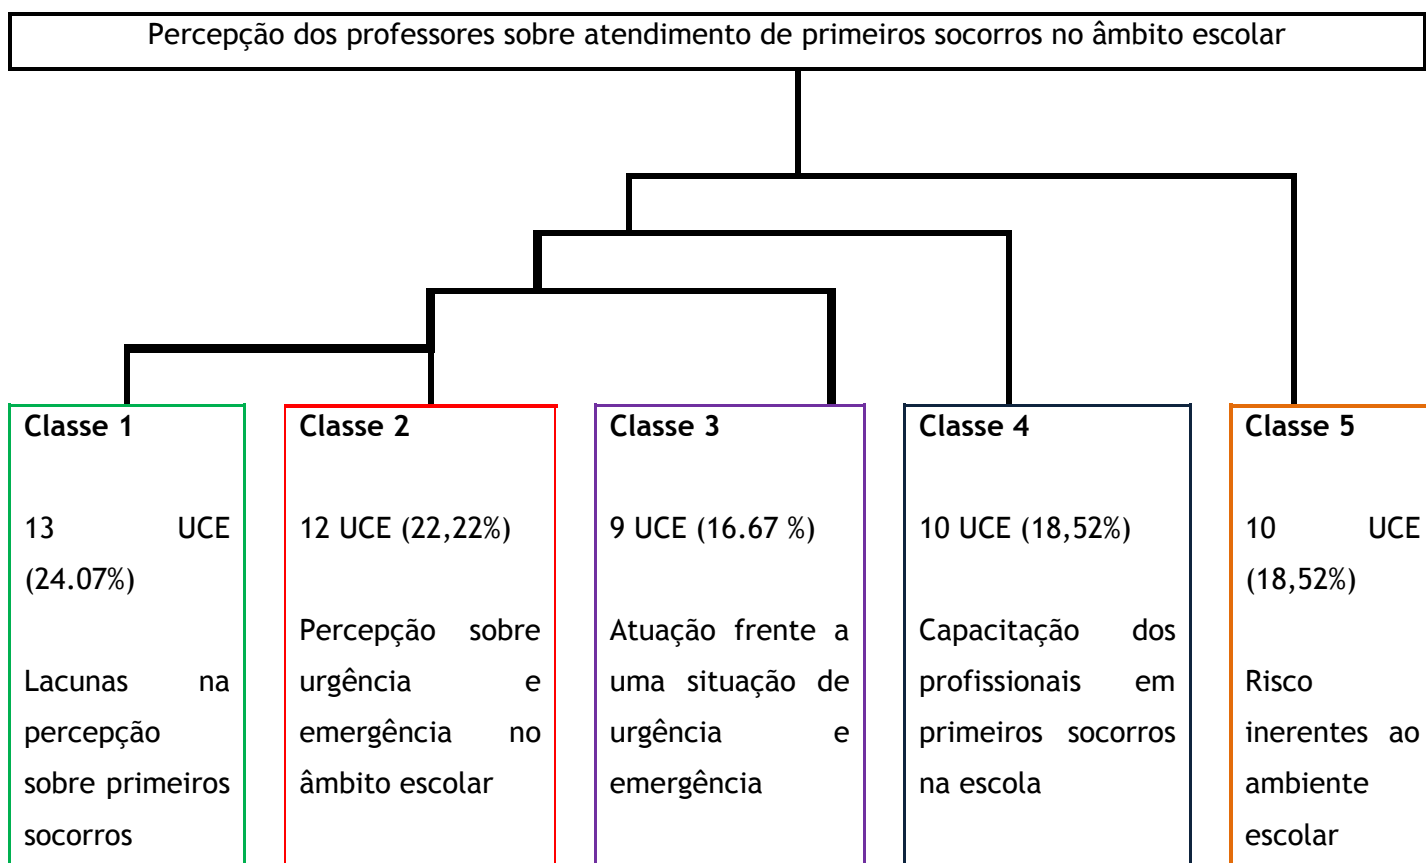 Percepção dos professores sobre atendimento de primeiros socorros no âmbito escolar
Classe 1
13 UCE
(24.07%)
Lacunas na
percepção
sobre primeiros
socorros
Classe 2
12 UCE (22,22%)
Percepção sobre
urgência e
emergência no
âmbito escolar
Classe 3
9 UCE (16.67 %)
Atuação frente a
uma situação de
urgência e
emergência
Classe 4
10 UCE (18,52%)
Capacitação dos
profissionais em
primeiros socorros
na escola
Classe 5
10 UCE
(18,52%)
Risco
inerentes ao
ambiente
escolar